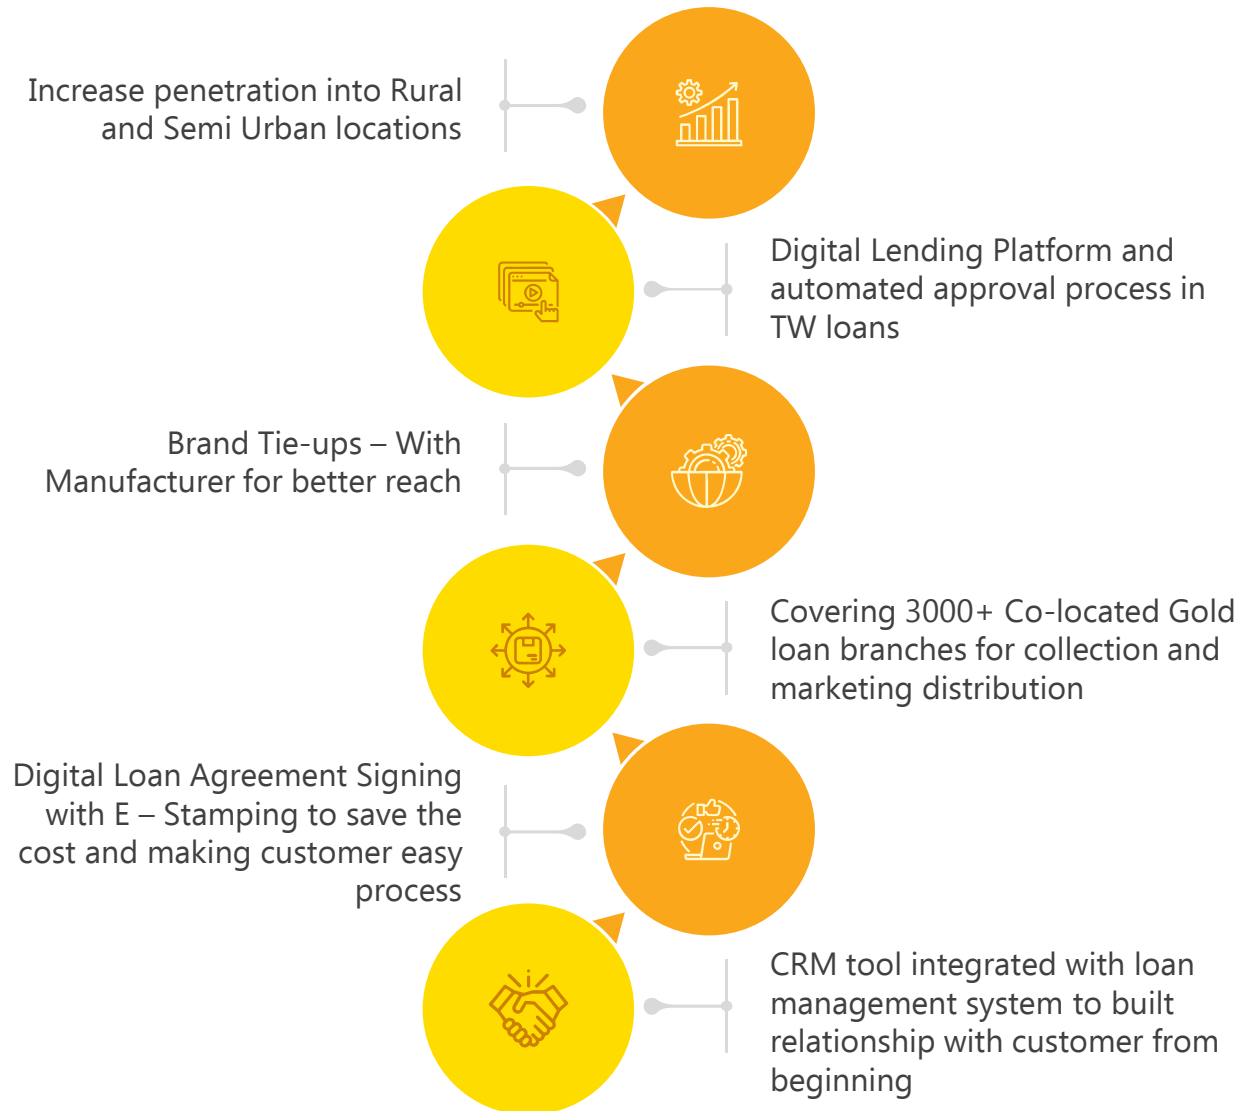 Increase penetration into Rural
and Semi Urban locations
Digital Lending Platform and
automated approval process in
TW loans
Brand Tie-ups – With
Manufacturer for better reach
Covering 3000+ Co-located Gold
loan branches for collection and
marketing distribution
Digital Loan Agreement Signing
with E – Stamping to save the
cost and making customer easy
process
CRM tool integrated with loan
management system to built
relationship with customer from
beginning